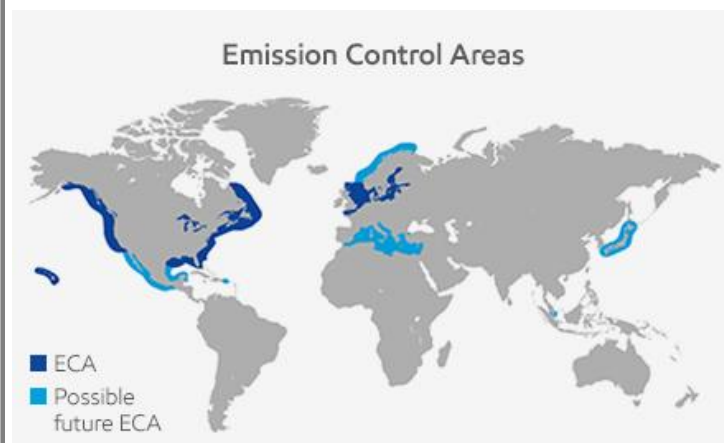 Emission Control Areas
ECA
Possible
future ECA